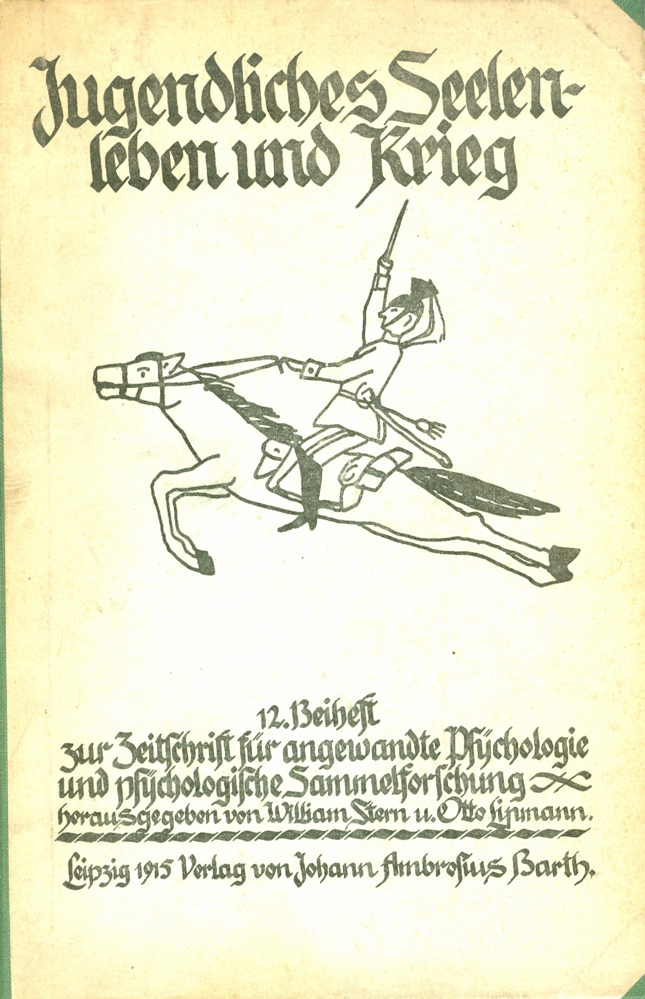 Jugendliches Seelen-
leben und Krieg
12. Beiheft
zur Zeitschrift für angewandte Psychologie
und psychologische Sammelforschung
herausgegeben von William Stern u. Otto Lipmann.
Leipzig 1915 Verlag von Johann Ambrosius Barth.